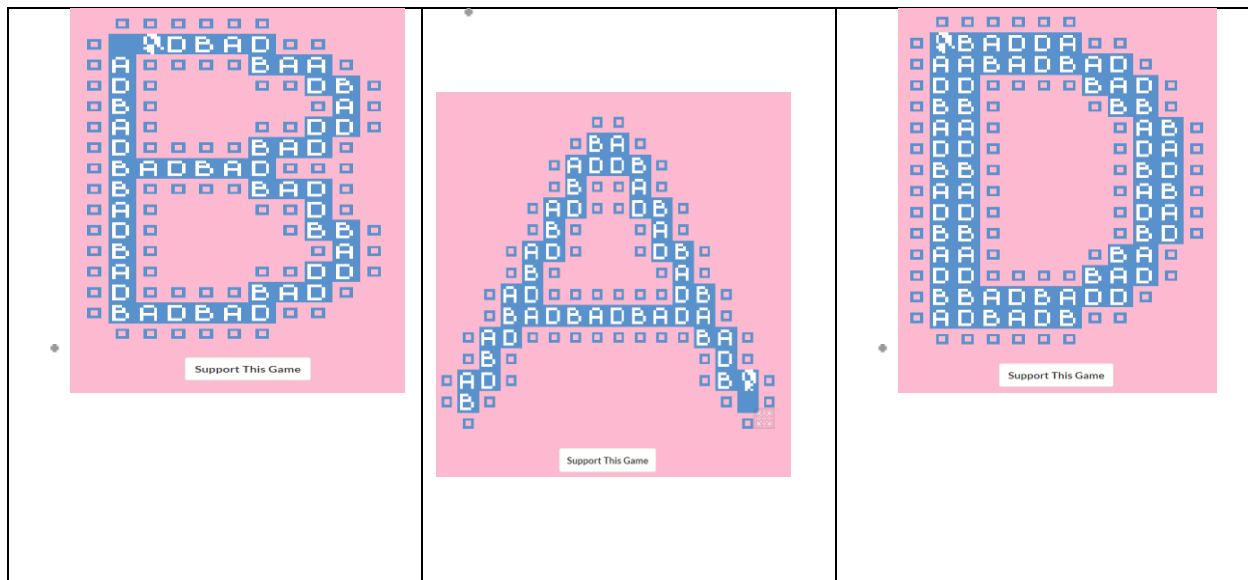 DBAD
A BAA
D DB
B A
A DD
D BAD
BADBAD
B BAD
A D
D BB
B A
A DD
D BAD
BADBAD
Support This Game
BA
ADDB
B A
AD DB
B A
AD DB
B A
AD DB
BADBADBADA
AD BA
B D
AD B
B
Support This Game
BADDA
AABADBAD
DD BAD
BB BB
AA AB
DD DA
BB BD
AA AB
DD DA
BB BD
AA BA
DD BAD
BBADBADD
ADBADB
Support This Game